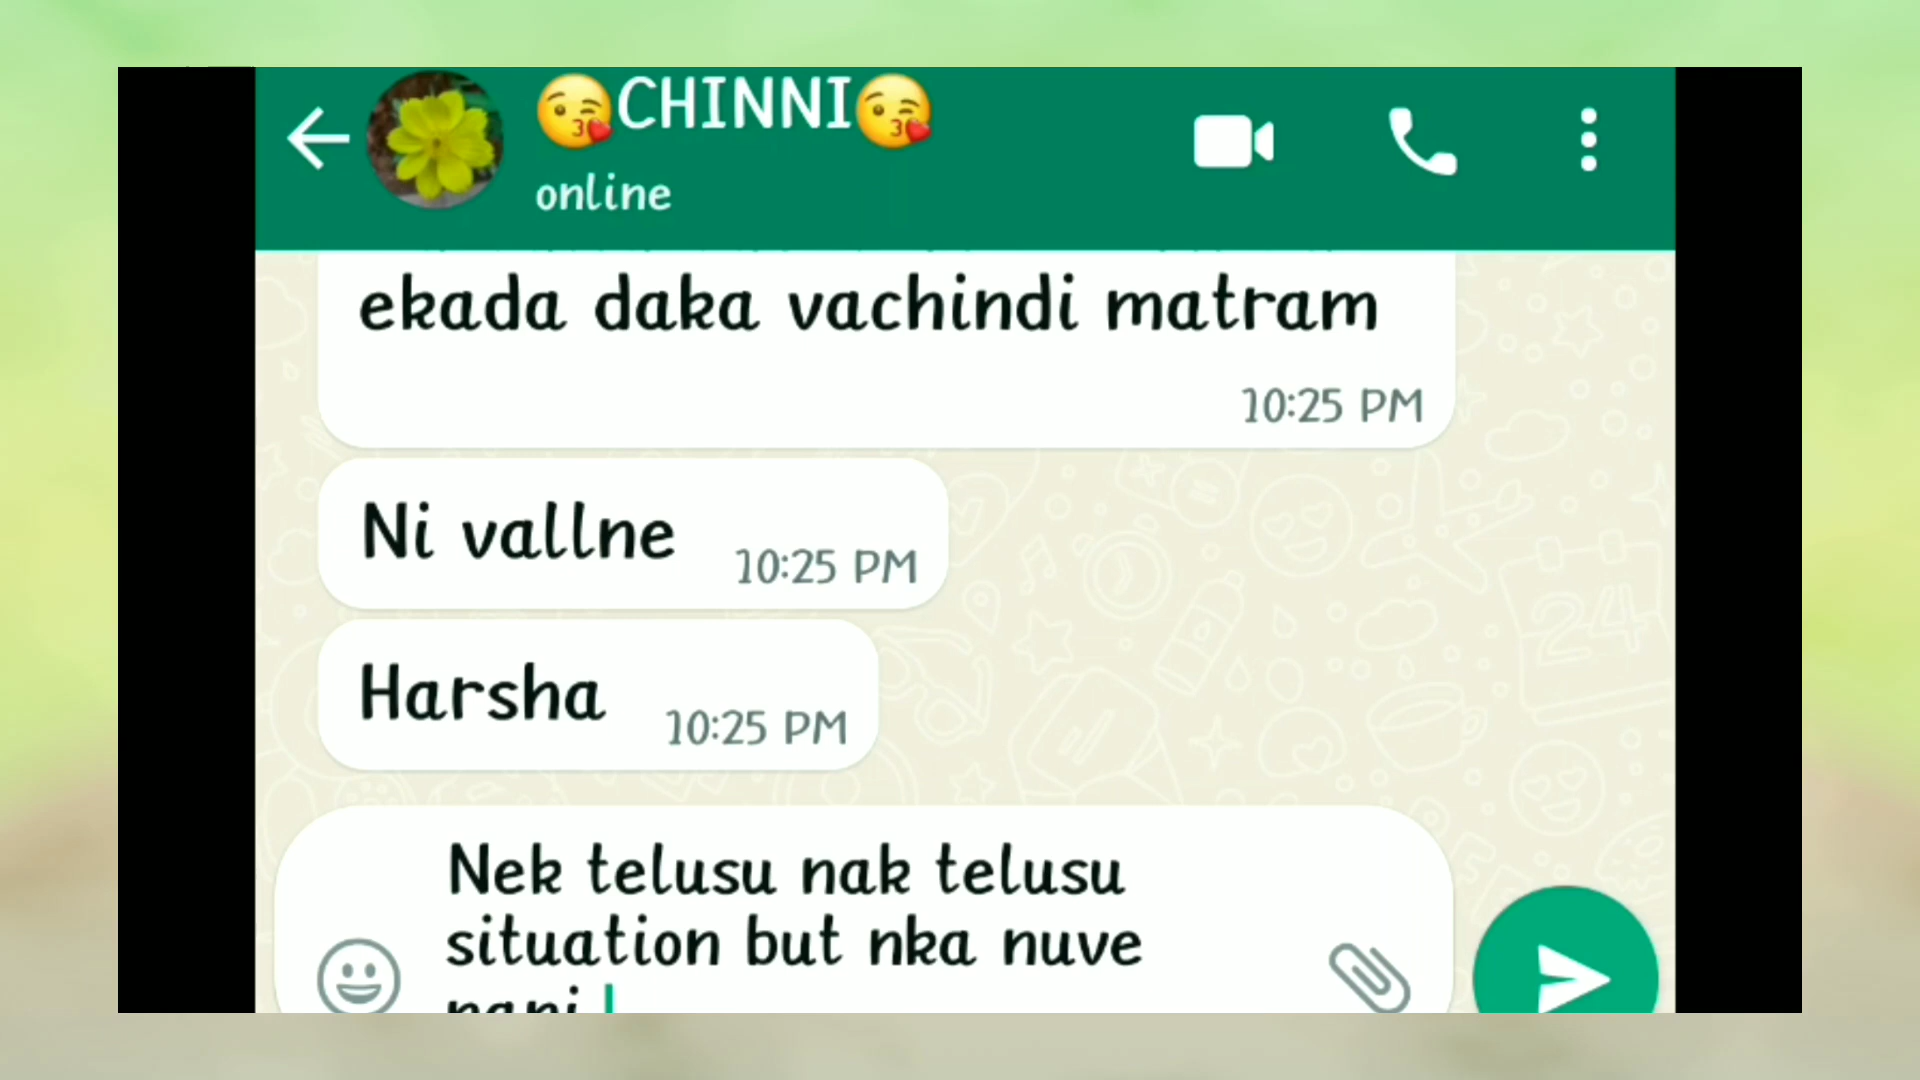 😘CHINNI😘
online
ekada daka vachindi matram
10:25 PM
Ni vallne 10:25 PM
Harsha 10:25 PM
Nek telusu nak telusu
situation but nka nuve